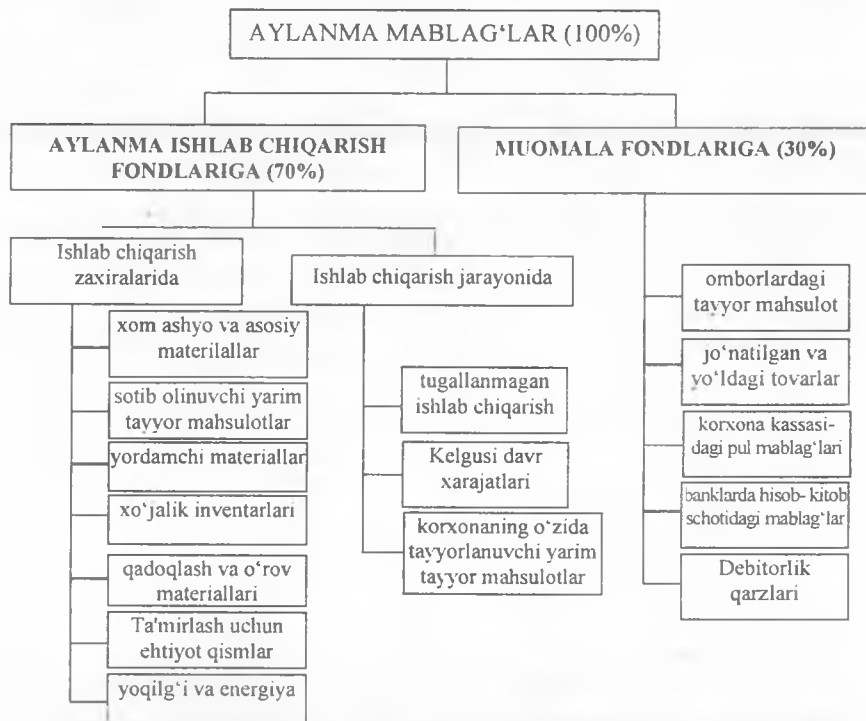 AYLANMA MABLAG‘LAR (100%)
AYLANMA ISHLAB CHIQARISH
FONDLARIGA (70%)
MUOMALA FONDLARIGA (30%)
Ishlab chiqarish
zaxiralarida
xom ashyo va asosiy
materilallar
sotib olinuvchi yarim
tayyor mahsulotlar
yordamchi materiallar
xo‘jalik inventarlari
qadoqlash va o‘rov
materiallari
Ta'mirlash uchun
ehtiyot qismlar
yoqilg‘i va energiya
Ishlab chiqarish jarayonida
tugallanmagan
ishlab chiqarish
Kelgusi davr
xarajatlari
korxonaning o‘zida
tayyorlanuvchi yarim
tayyor mahsulotlar
omborlardagi
tayyor mahsulot
jo‘natilgan va
yo‘ldagi tovarlar
korxona kassasi-
dagi pul mablag‘lari
banklarda hisob- kitob
schotidagi mablag‘lar
Debitorlik
qarzlari